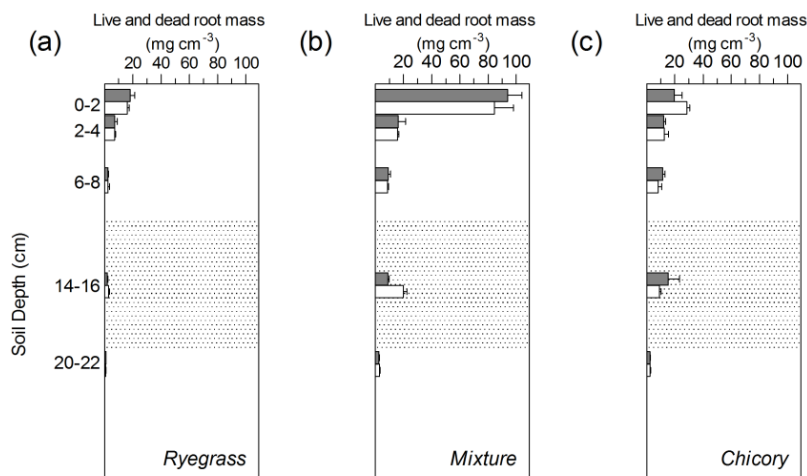 (a)
Live and dead root mass
(mg cm⁻³)
0 20 40 60 80 100
(b)
Live and dead root mass
(mg cm⁻³)
20 40 60 80 100
(c)
Live and dead root mass
(mg cm⁻³)
0 20 40 60 80 100
Soil Depth (cm)
0-2
2-4
6-8
14-16
20-22
Ryegrass
Mixture
Chicory